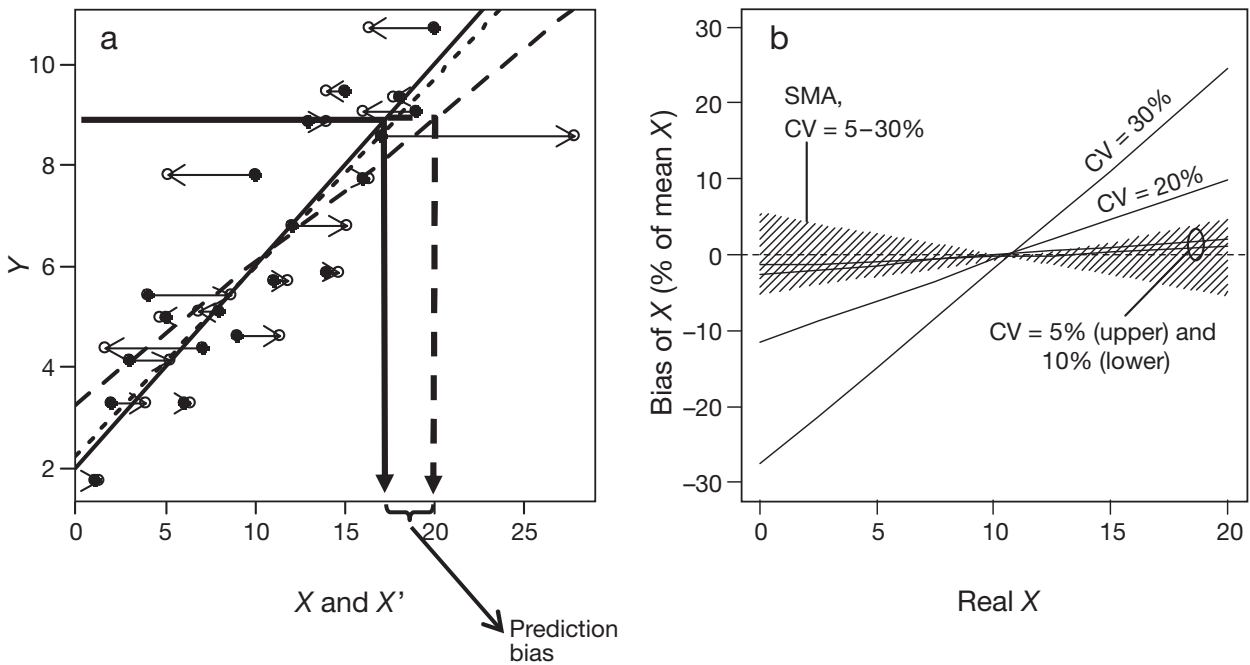 a
10
8
6
4
2
Y
0
5
10
15
20
25
X and X’
Prediction
bias
b
30
20
10
0
–10
–20
–30
Bias of X (% of mean X)
SMA,
CV = 5–30%
CV = 30%
CV = 20%
CV = 5% (upper) and
10% (lower)
0
5
10
15
20
Real X